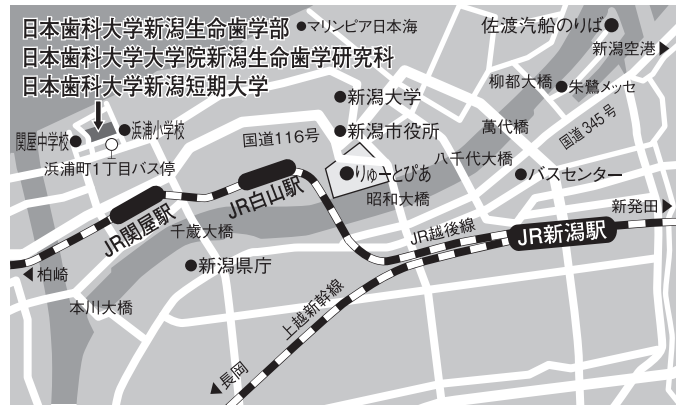 日本歯科大学新潟生命歯学部
●マリンピア日本海
佐渡汽船のりば●
日本歯科大学大学院新潟生命歯学研究科
新潟空港▶
日本歯科大学新潟短期大学
柳都大橋
●朱鷺メッセ
●新潟大学
国道345号
関屋中学校●
●浜浦小学校
国道116号
●新潟市役所
萬代橋
浜浦町1丁目バス停
●りゅーとぴあ
八千代大橋
●バスセンター
JR白山駅
昭和大橋
新発田▶
JR関屋駅
千歳大橋
JR越後線
JR新潟駅
◀柏崎
●新潟県庁
本川大橋
上越新幹線
▲長岡